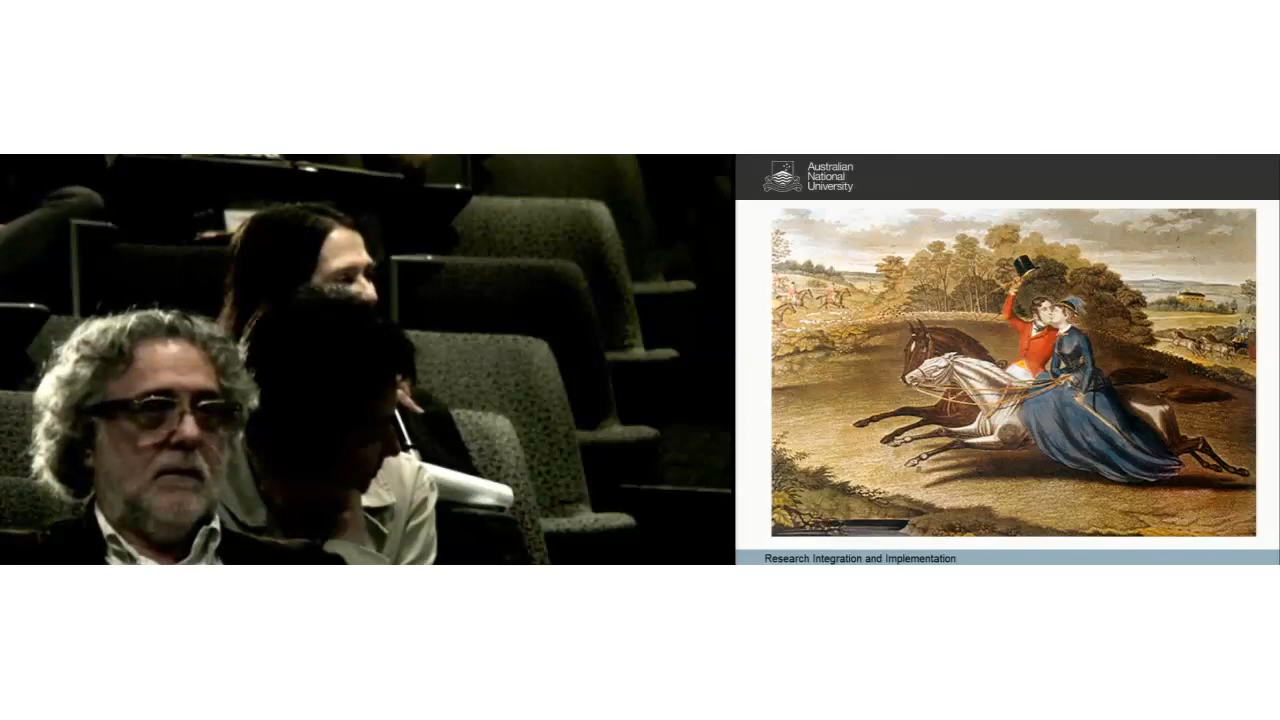 Australian
National
University
Research Integration and Implementation